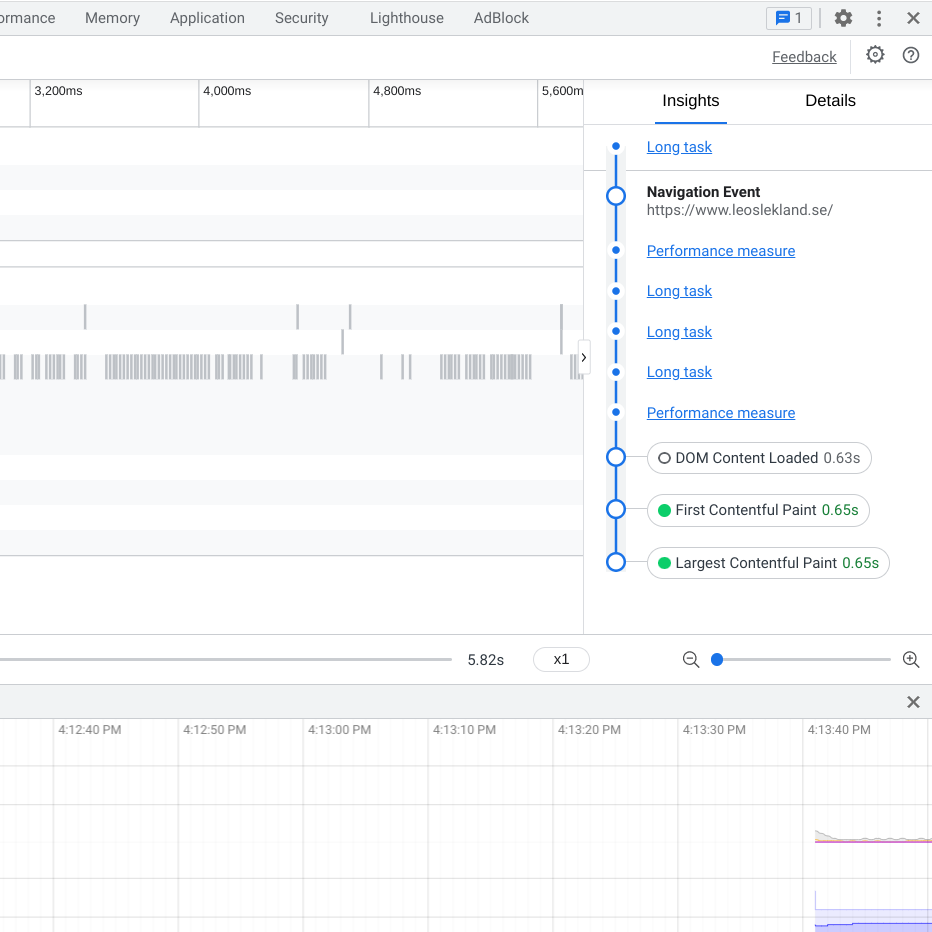 ormance Memory Application Security Lighthouse AdBlock 1
Feedback
3,200ms 4,000ms 4,800ms 5,600m
Insights Details
Long task
Navigation Event
https://www.leoslekland.se/
Performance measure
Long task
Long task
Long task
Performance measure
DOM Content Loaded 0.63s
First Contentful Paint 0.65s
Largest Contentful Paint 0.65s
5.82s x1
4:12:40 PM 4:12:50 PM 4:13:00 PM 4:13:10 PM 4:13:20 PM 4:13:30 PM 4:13:40 PM